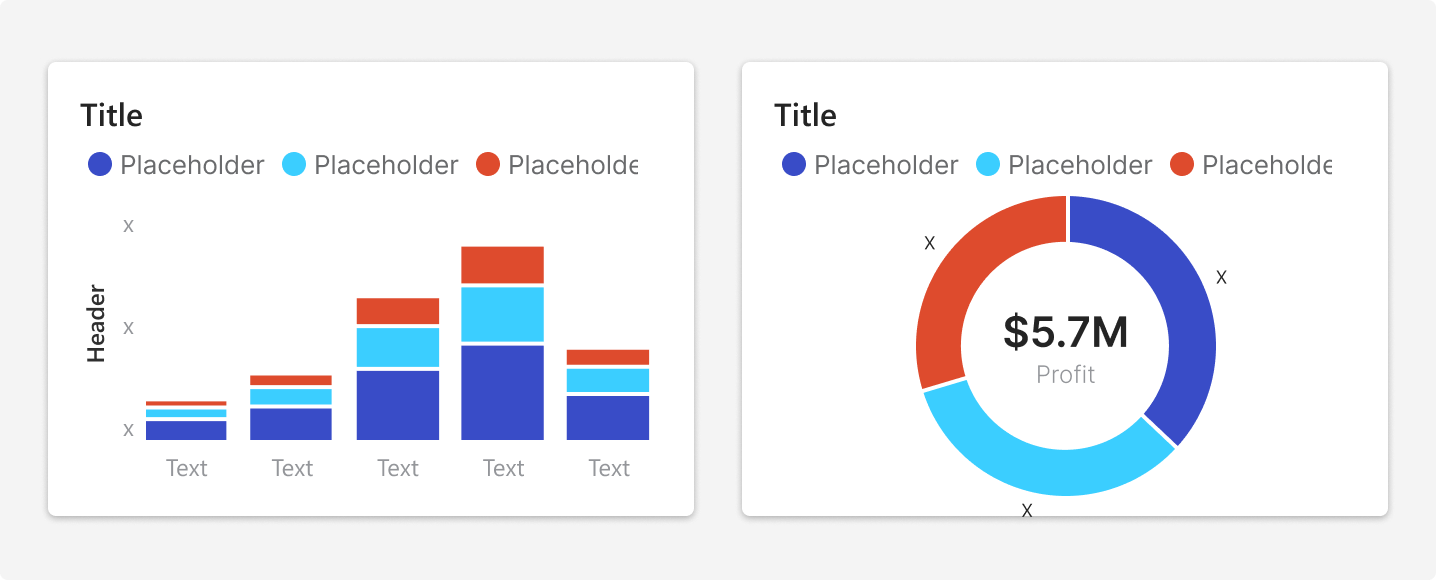 Title
Placeholder Placeholder Placeholde
x
x
x
Header
Text Text Text Text Text
Title
Placeholder Placeholder Placeholde
x
x
$5.7M
Profit
x